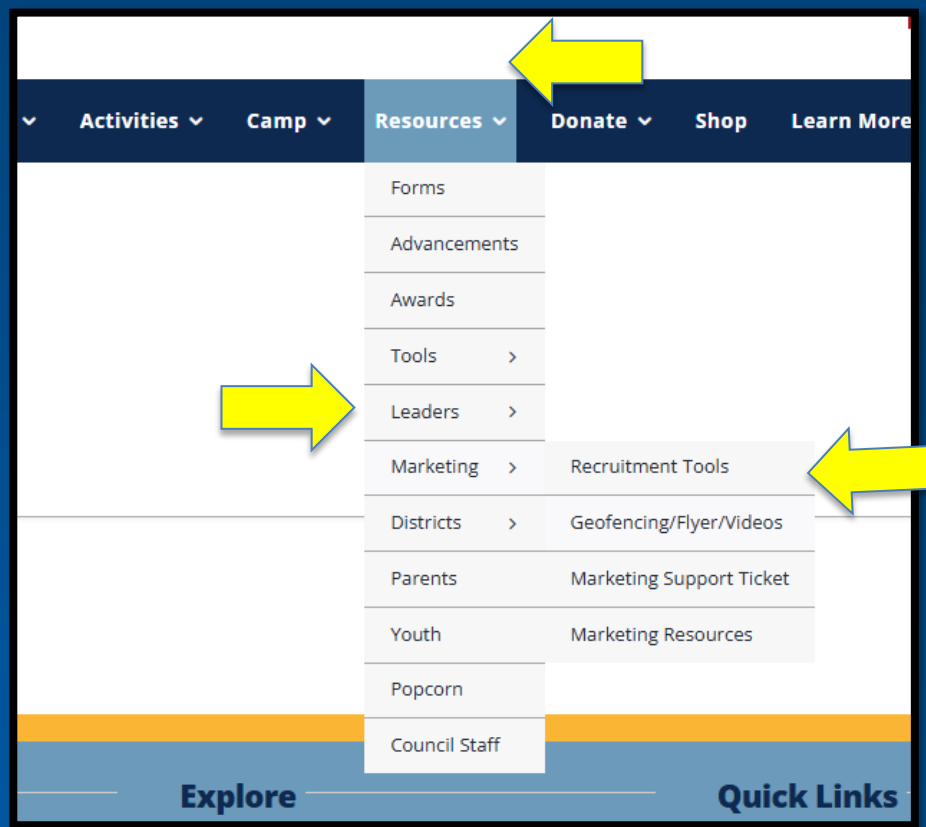 Activities Camp Resources Donate Shop Learn More
Forms
Advancements
Awards
Tools
Leaders
Marketing
Recruitment Tools
Districts
Geofencing/Flyer/Videos
Parents
Marketing Support Ticket
Youth
Marketing Resources
Popcorn
Council Staff
Explore
Quick Links